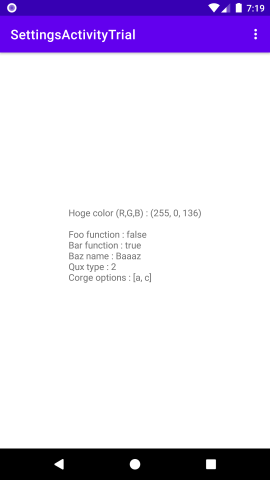 7:19
SettingsActivityTrial
Hoge color (R,G,B) : (255, 0, 136)
Foo function : false
Bar function : true
Baz name : Baaaz
Qux type : 2
Corge options : [a, c]